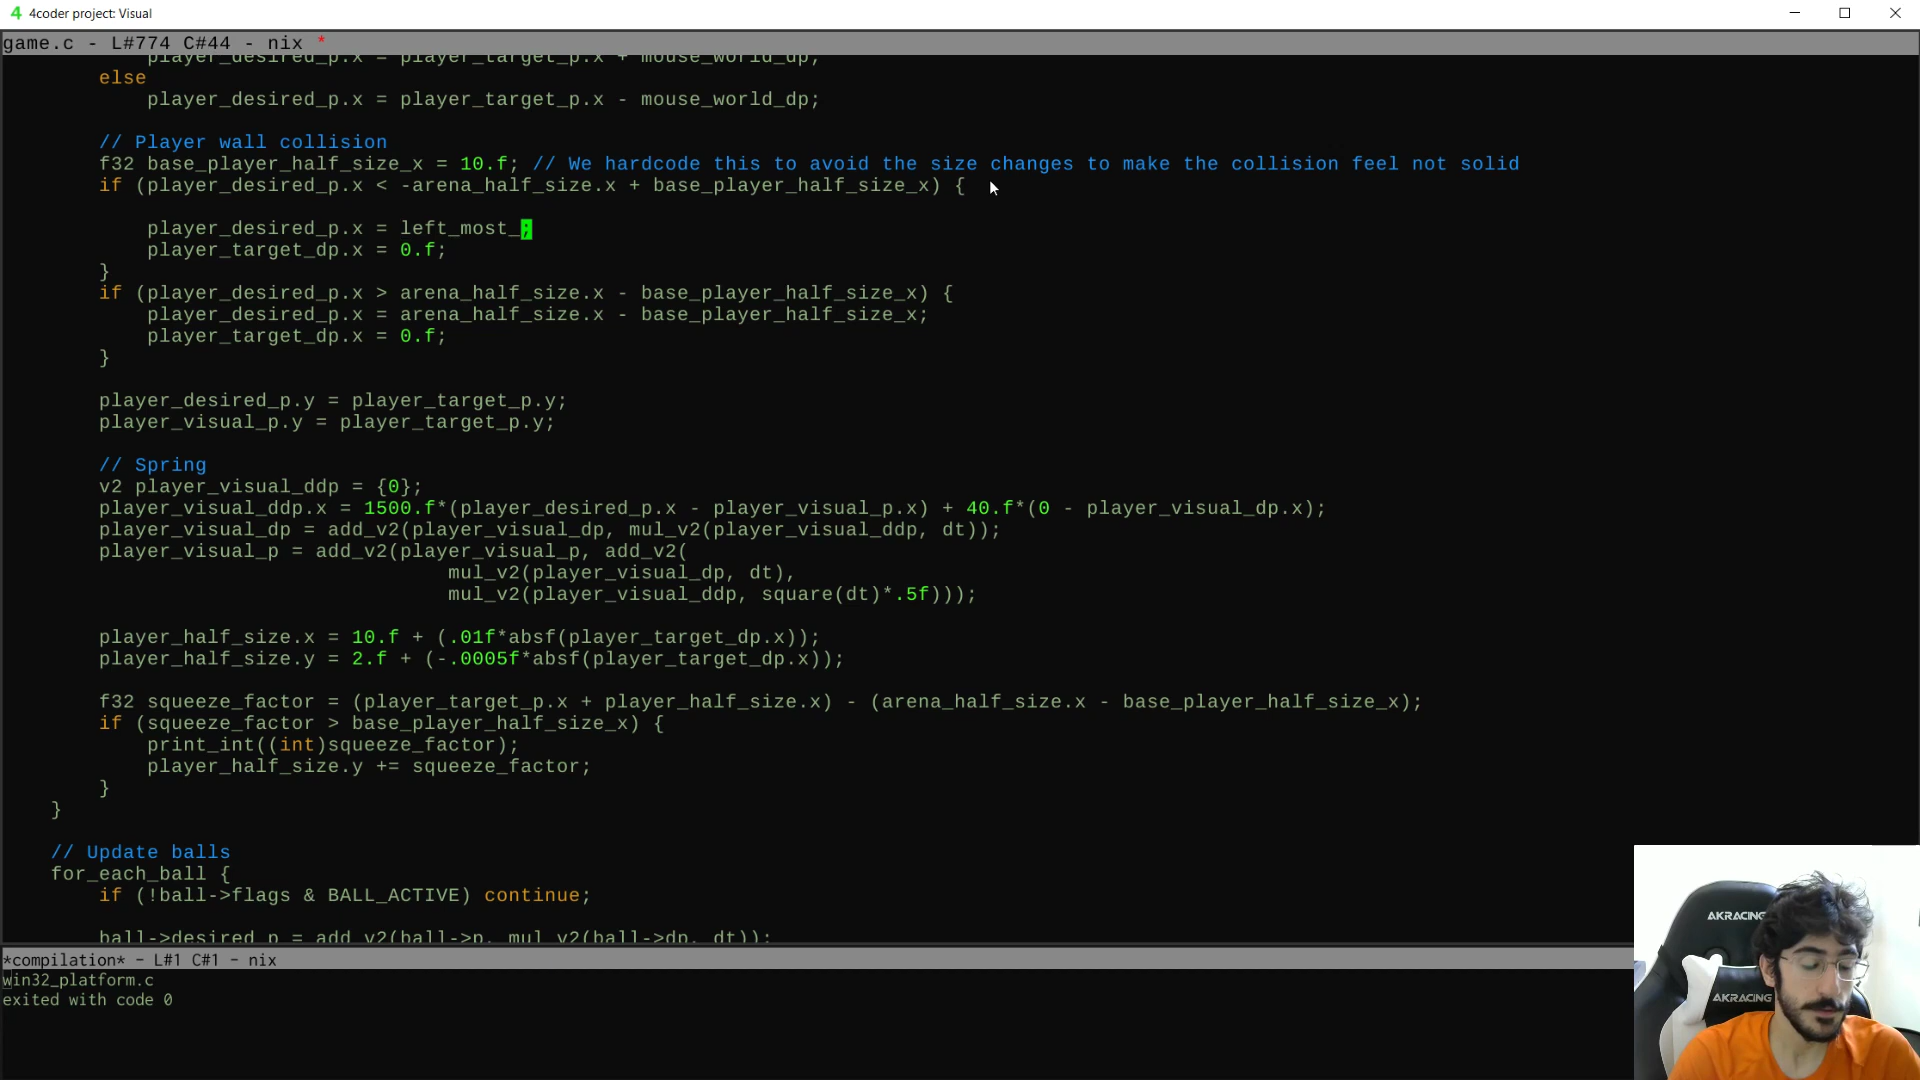 4 4coder project: Visual
game.c - L#774 C#44 - nix *
player_desired_p.x = player_target_p.x + mouse_world_dp;
else
player_desired_p.x = player_target_p.x - mouse_world_dp;
// Player wall collision
f32 base_player_half_size_x = 10.f; // We hardcode this to avoid the size changes to make the collision feel not solid
if (player_desired_p.x < -arena_half_size.x + base_player_half_size_x) {
player_desired_p.x = left_most_;
player_target_dp.x = 0.f;
}
if (player_desired_p.x > arena_half_size.x - base_player_half_size_x) {
player_desired_p.x = arena_half_size.x - base_player_half_size_x;
player_target_dp.x = 0.f;
}
player_desired_p.y = player_target_p.y;
player_visual_p.y = player_target_p.y;
// Spring
v2 player_visual_ddp = {0};
player_visual_ddp.x = 1500.f*(player_desired_p.x - player_visual_p.x) + 40.f*(0 - player_visual_dp.x);
player_visual_dp = add_v2(player_visual_dp, mul_v2(player_visual_ddp, dt));
player_visual_p = add_v2(player_visual_p, add_v2(
mul_v2(player_visual_dp, dt),
mul_v2(player_visual_ddp, square(dt)*.5f)));
player_half_size.x = 10.f + (.01f*absf(player_target_dp.x));
player_half_size.y = 2.f + (-.0005f*absf(player_target_dp.x));
f32 squeeze_factor = (player_target_p.x + player_half_size.x) - (arena_half_size.x - base_player_half_size_x);
if (squeeze_factor > base_player_half_size_x) {
print_int((int)squeeze_factor);
player_half_size.y += squeeze_factor;
}
}
// Update balls
for_each_ball {
if (!ball->flags & BALL_ACTIVE) continue;
ball->desired_p = add_v2(ball->p, mul_v2(ball->dp, dt));
*compilation* - L#1 C#1 - nix
win32_platform.c
exited with code 0
AKRACING
AKRACING